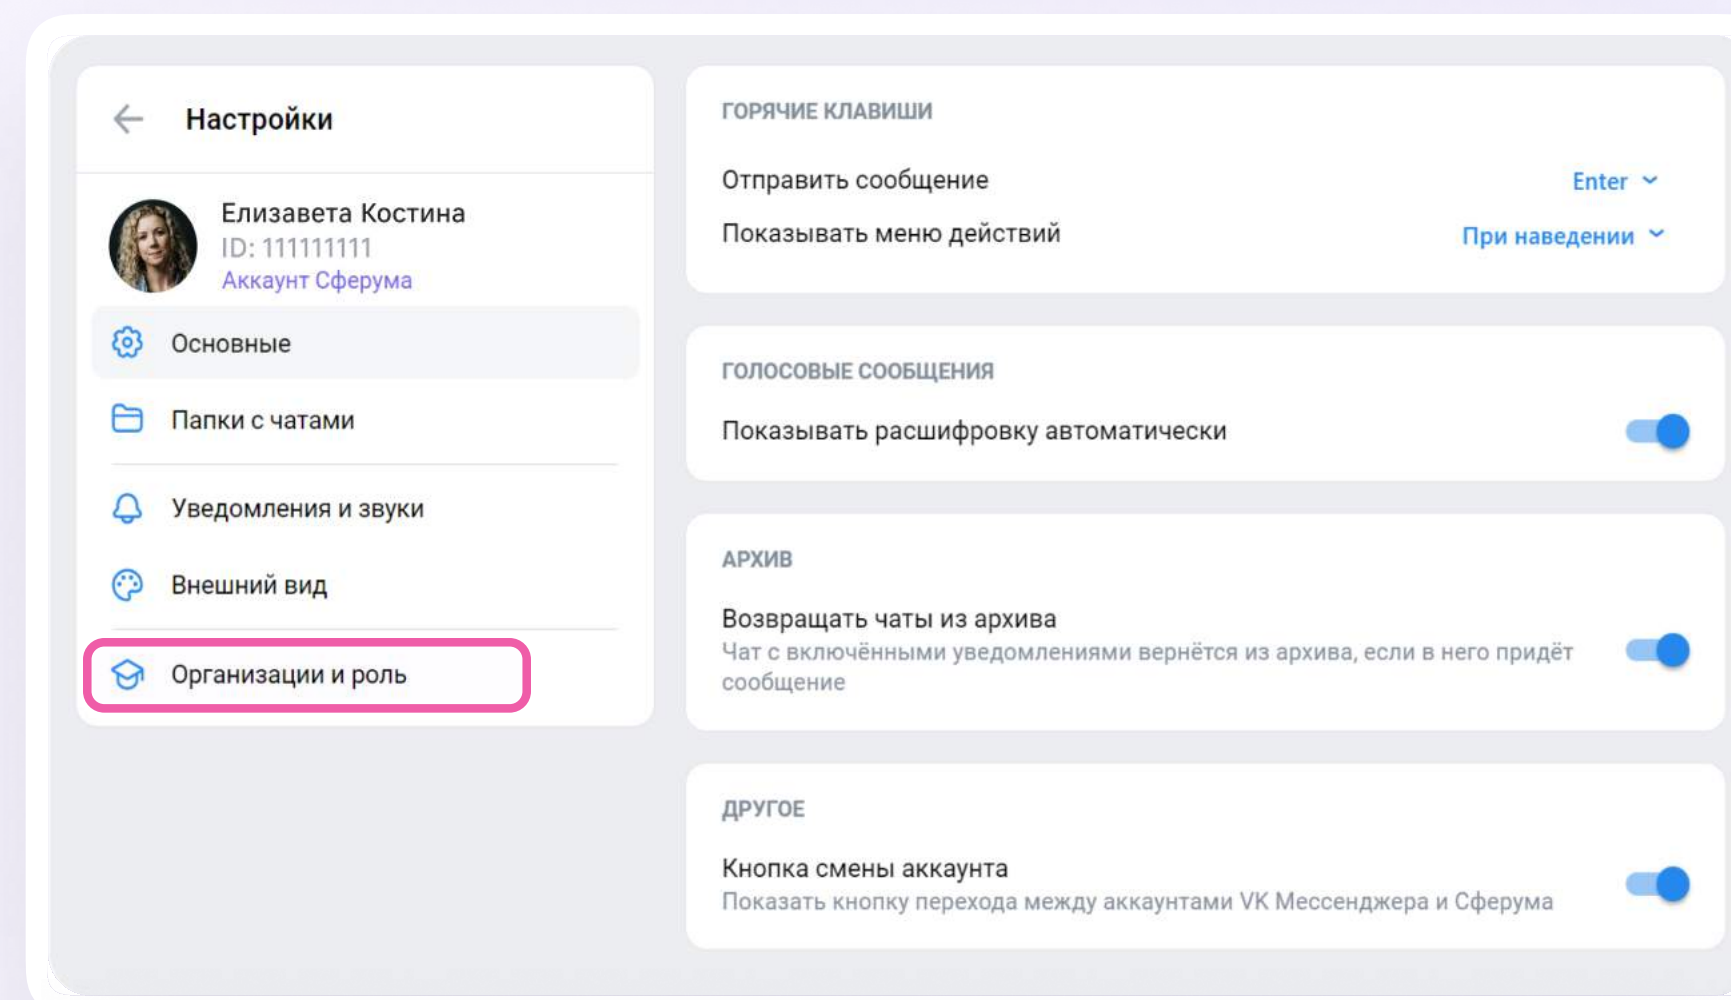 Настройки
Елизавета Костина
ID: 111111111
Аккаунт Сферума
Основные
Папки с чатами
Уведомления и звуки
Внешний вид
Организации и роль
ГОРЯЧИЕ КЛАВИШИ
Отправить сообщение
Enter
Показывать меню действий
При наведении
ГОЛОСОВЫЕ СООБЩЕНИЯ
Показывать расшифровку автоматически
АРХИВ
Возвращать чаты из архива
Чат с включёнными уведомлениями вернётся из архива, если в него придёт
сообщение
ДРУГОЕ
Кнопка смены аккаунта
Показать кнопку перехода между аккаунтами VK Мессенджера и Сферума